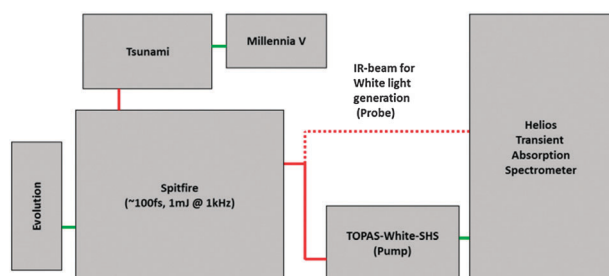 Tsunami
Millennia V
IR-beam for
White light
generation
(Probe)
Helios
Transient
Absorption
Spectrometer
Evolution
Spitfire
(~100fs, 1mJ @ 1kHz)
TOPAS-White-SHS
(Pump)